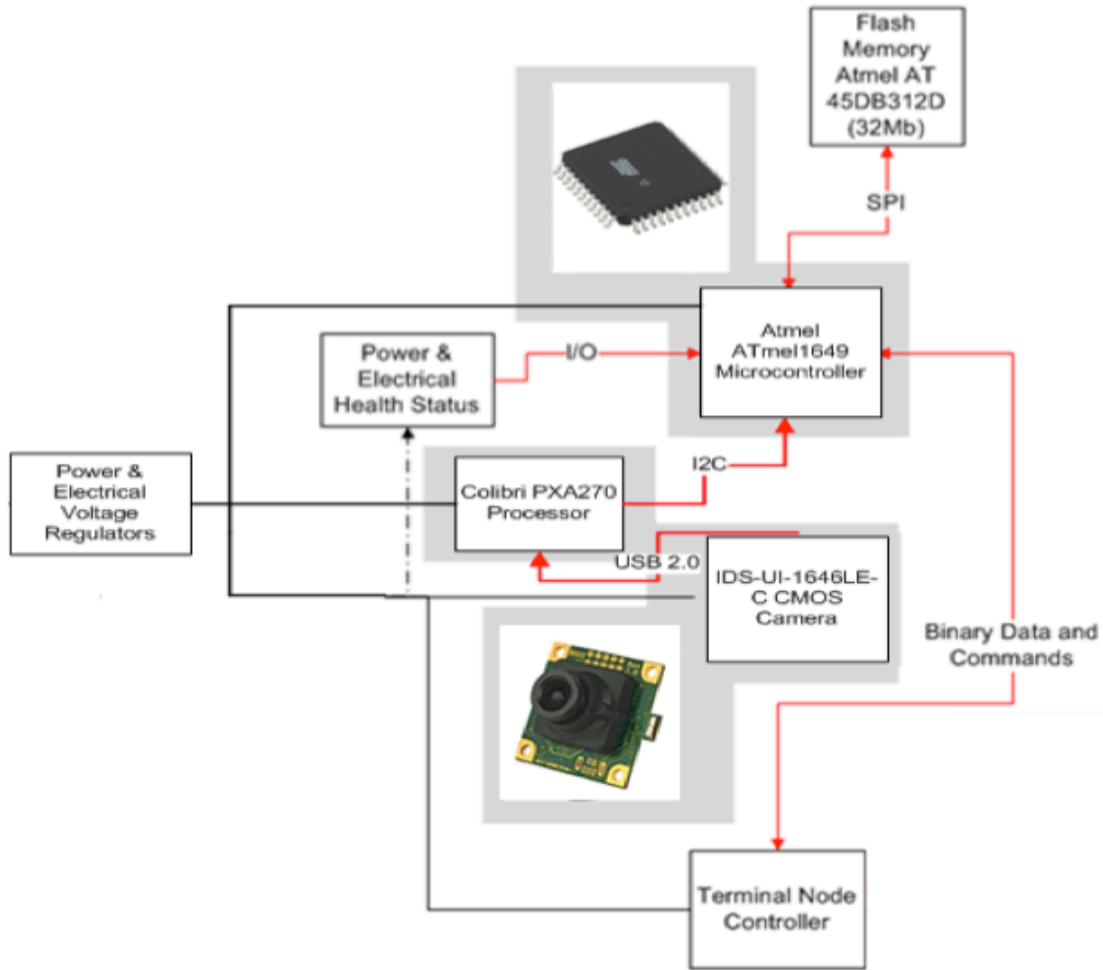 Flash
Memory
Atmel AT
45DB312D
(32Mb)
SPI
Atmel
ATmel1649
Microcontroller
I/O
Power &
Electrical
Health Status
I2C
Power &
Electrical
Voltage
Regulators
Colibri PXA270
Processor
USB 2.0
IDS-UI-1646LE-
C CMOS
Camera
Binary Data and
Commands
Terminal Node
Controller